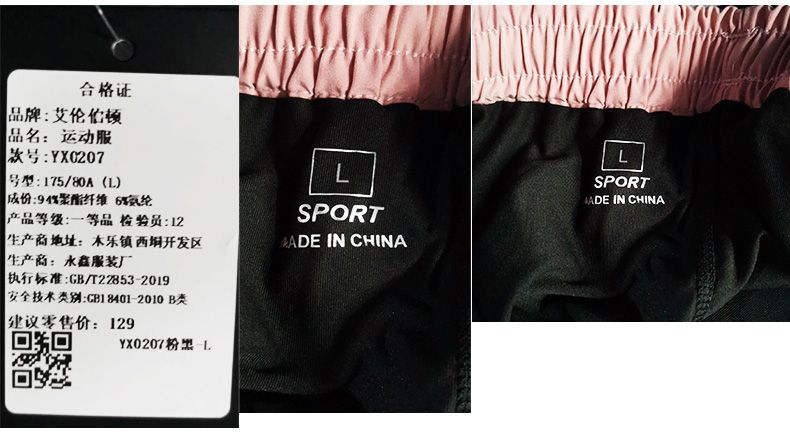 合格证
品牌:艾伦伯顿
品名：运动服
款号:YX0207
号型:175/80A (L)
成份:94%聚酯纤维 6%氨纶
产品等级:一等品 检验员:12
生产商地址：本乐镇西垌开发区
生产商：永鑫服装厂
执行标准:GB/T22853-2019
安全技术类别:GB18401-2010 B类
建议零售价：129
YX0207粉黑-L
L
SPORT
MADE IN CHINA
L
SPORT
MADE IN CHINA